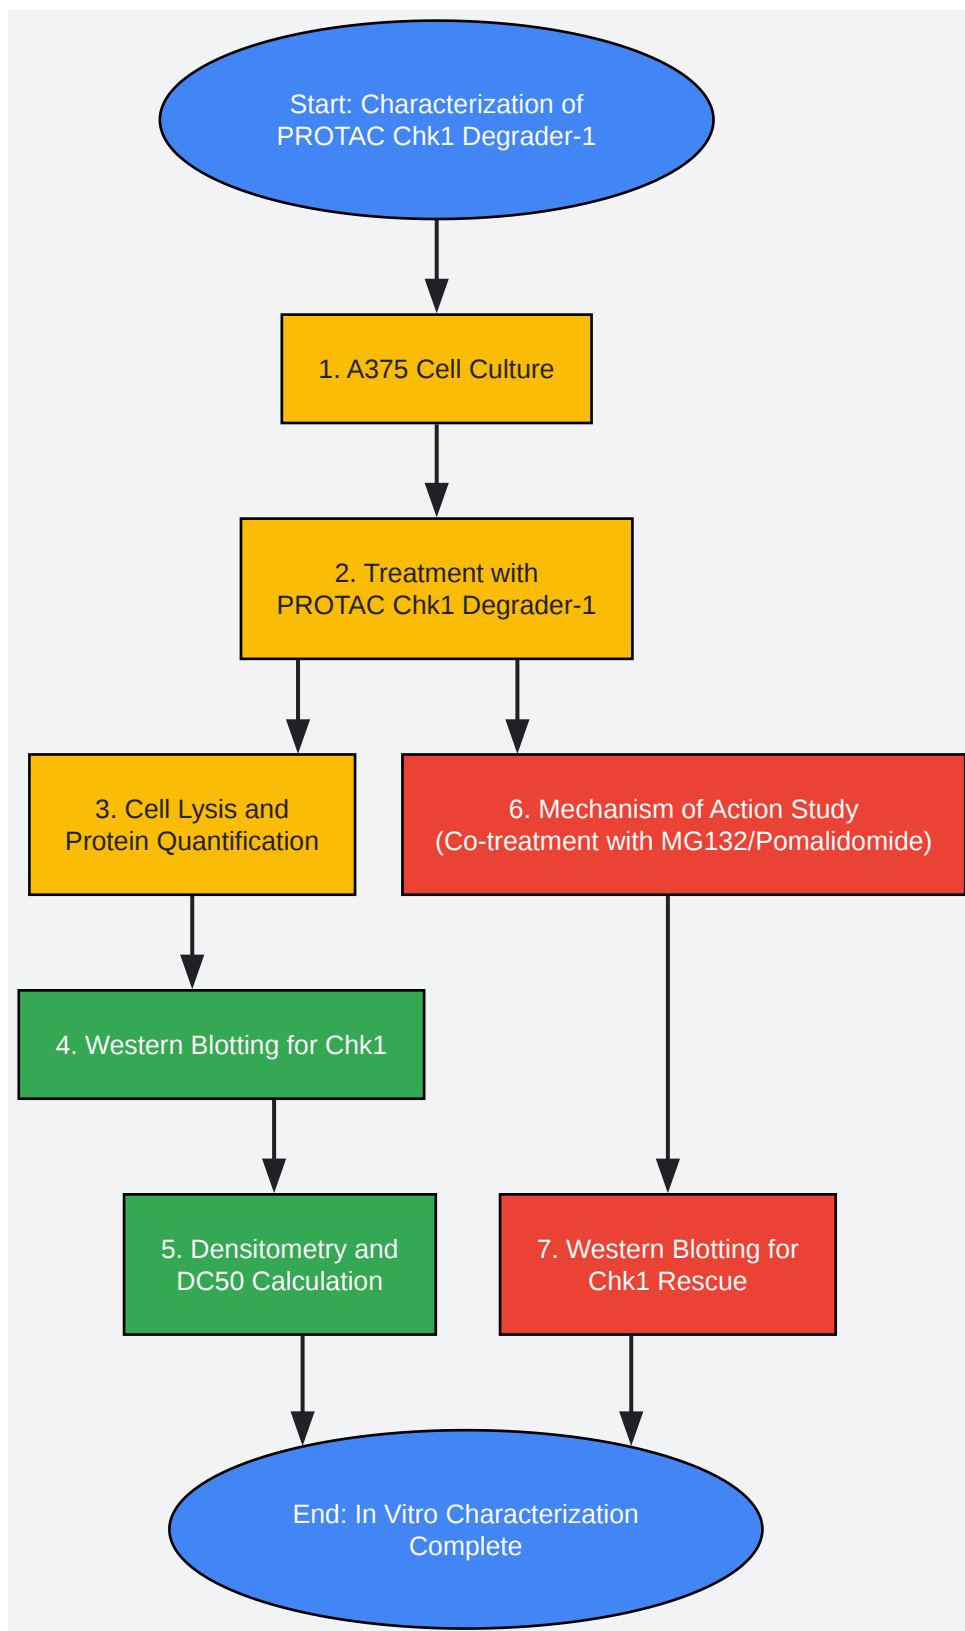 Start: Characterization of
PROTAC Chk1 Degrader-1
1. A375 Cell Culture
2. Treatment with
PROTAC Chk1 Degrader-1
3. Cell Lysis and
Protein Quantification
6. Mechanism of Action Study
(Co-treatment with MG132/Pomalidomide)
4. Western Blotting for Chk1
5. Densitometry and
DC50 Calculation
7. Western Blotting for
Chk1 Rescue
End: In Vitro Characterization
Complete